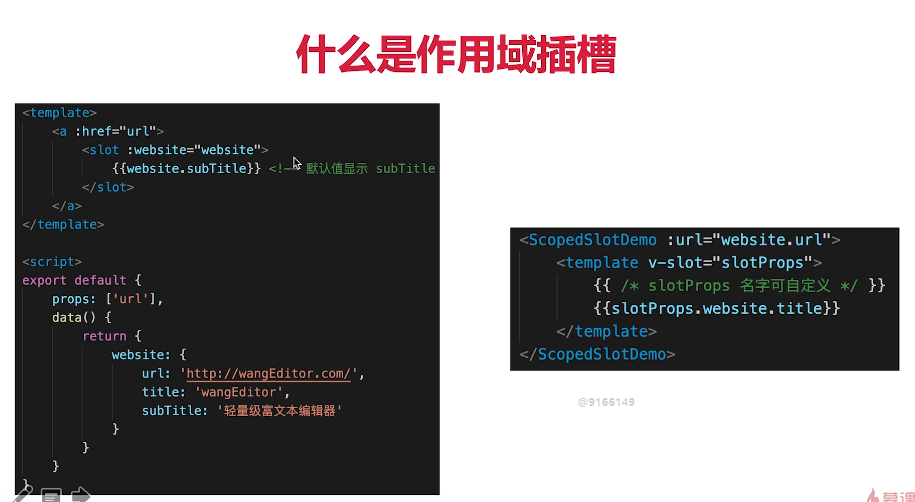 什么是作用域插槽
<template>
<a :href="url">
<slot :website="website">
{{website.subTitle}} <!-- 默认值显示 subTitle
</slot>
</a>
</template>
<script>
export default {
props: ['url'],
data() {
return {
website: {
url: 'http://wangEditor.com/',
title: 'wangEditor',
subTitle: '轻量级富文本编辑器'
}
}
}
}
<ScopedSlotDemo :url="website.url">
<template v-slot="slotProps">
{{ /* slotProps 名字可自定义 */ }}
{{slotProps.website.title}}
</template>
</ScopedSlotDemo>
@9166149
慕课